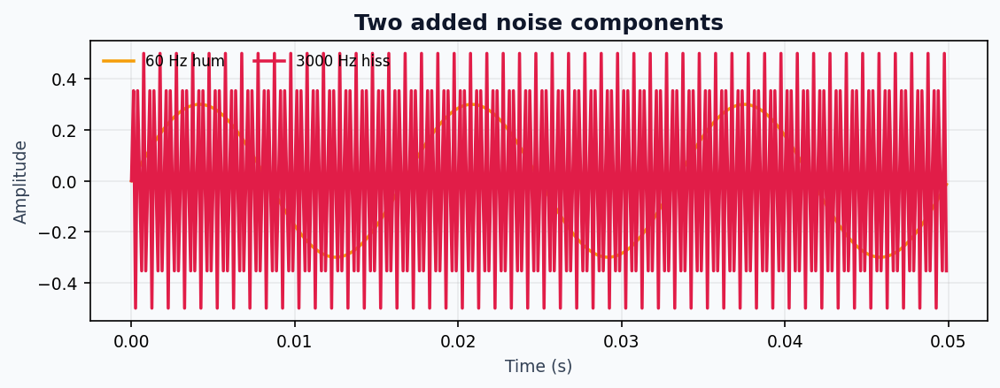 Two added noise components
60 Hz hum
3000 Hz hiss
Amplitude
0.4
0.2
0.0
−0.2
−0.4
0.00
0.01
0.02
0.03
0.04
0.05
Time (s)